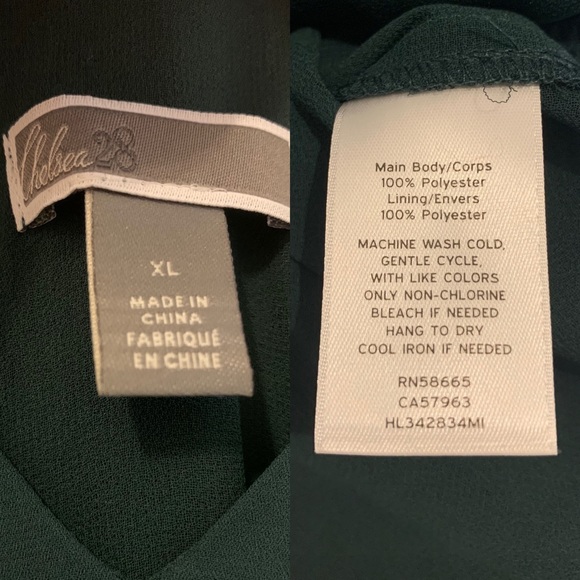 Chelsea28
XL
MADE IN
CHINA
FABRIQUÉ
EN CHINE
Main Body/Corps
100% Polyester
Lining/Envers
100% Polyester
MACHINE WASH COLD,
GENTLE CYCLE,
WITH LIKE COLORS
ONLY NON-CHLORINE
BLEACH IF NEEDED
HANG TO DRY
COOL IRON IF NEEDED
RN58665
CA57963
HL342834MI